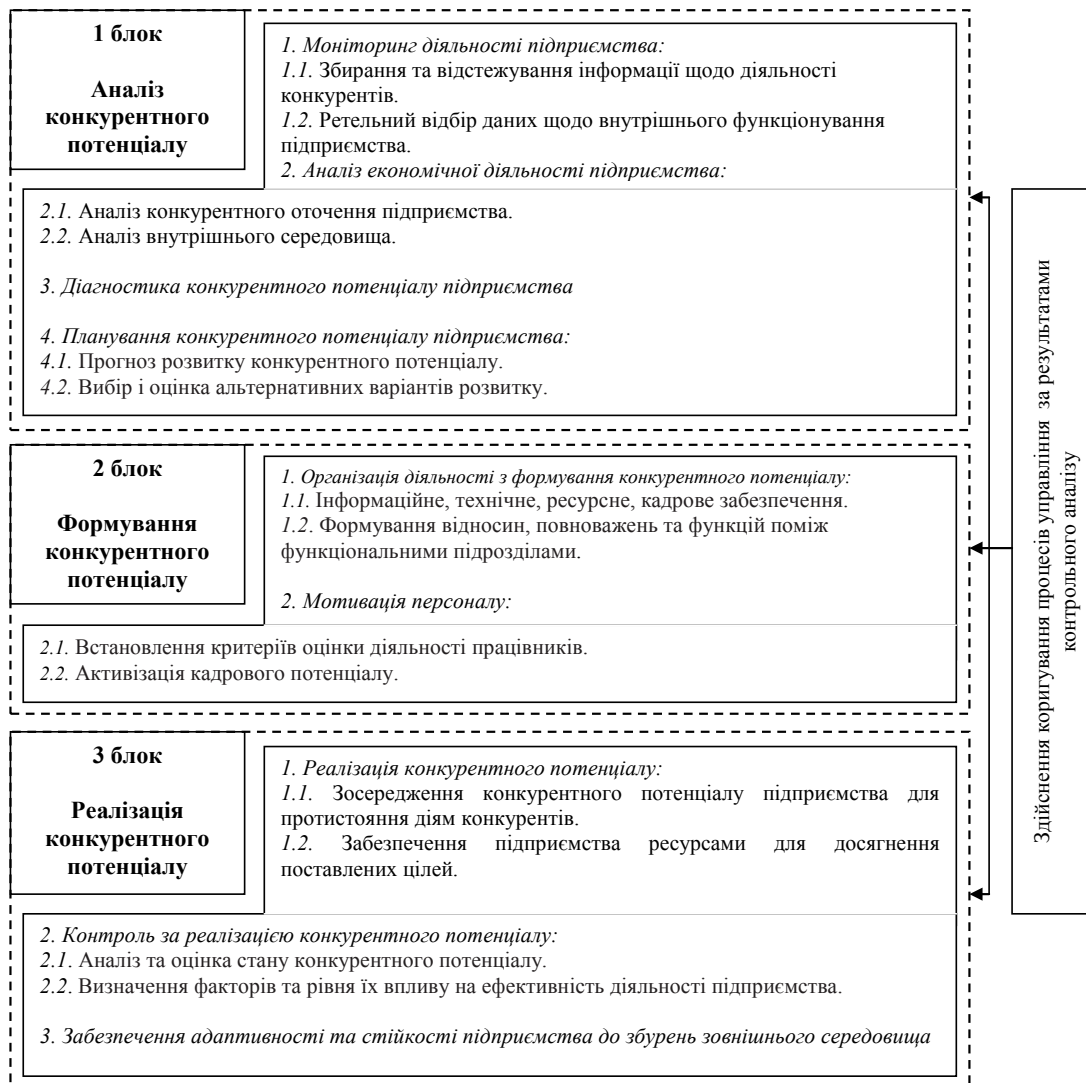 1 блок
Аналіз
конкурентного
потенціалу
1. Моніторинг діяльності підприємства:
1.1. Збирання та відстежування інформації щодо діяльності
конкурентів.
1.2. Ретельний відбір даних щодо внутрішнього функціонування
підприємства.
2. Аналіз економічної діяльності підприємства:
2.1. Аналіз конкурентного оточення підприємства.
2.2. Аналіз внутрішнього середовища.
3. Діагностика конкурентного потенціалу підприємства
4. Планування конкурентного потенціалу підприємства:
4.1. Прогноз розвитку конкурентного потенціалу.
4.2. Вибір і оцінка альтернативних варіантів розвитку.
2 блок
Формування
конкурентного
потенціалу
1. Організація діяльності з формування конкурентного потенціалу:
1.1. Інформаційне, технічне, ресурсне, кадрове забезпечення.
1.2. Формування відносин, повноважень та функцій поміж
функціональними підрозділами.
2. Мотивація персоналу:
2.1. Встановлення критеріїв оцінки діяльності працівників.
2.2. Активізація кадрового потенціалу.
3 блок
Реалізація
конкурентного
потенціалу
1. Реалізація конкурентного потенціалу:
1.1. Зосередження конкурентного потенціалу підприємства для
протистояння діям конкурентів.
1.2. Забезпечення підприємства ресурсами для досягнення
поставлених цілей.
2. Контроль за реалізацією конкурентного потенціалу:
2.1. Аналіз та оцінка стану конкурентного потенціалу.
2.2. Визначення факторів та рівня їх впливу на ефективність діяльності підприємства.
3. Забезпечення адаптивності та стійкості підприємства до збурень зовнішнього середовища
Здійснення коригування процесів управління за результатами
контрольного аналізу